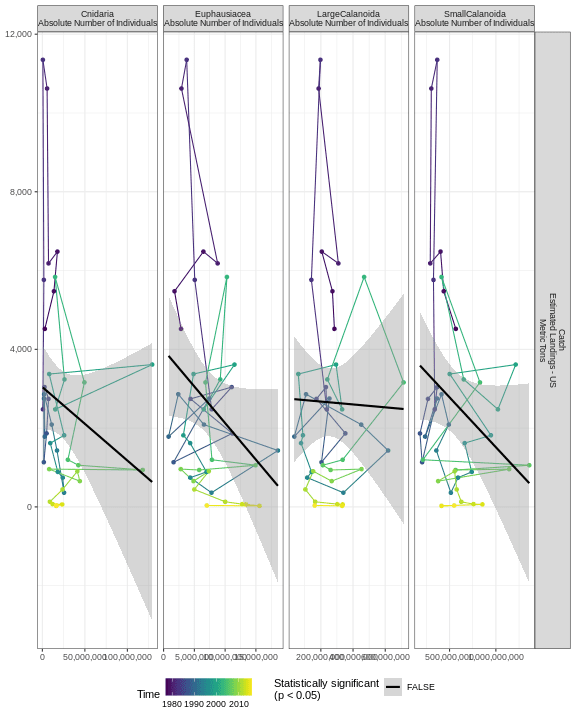 Cnidaria
Absolute Number of Individuals
Euphausiacea
Absolute Number of Individuals
LargeCalanoida
Absolute Number of Individuals
SmallCalanoida
Absolute Number of Individuals
12,000
8,000
4,000
0
Catch
Estimated Landings - US
Metric Tons
0 50,000,000 100,000,000
0 5,000,000 10,000,000 15,000,000
200,000,000 400,000,000 600,000,000
500,000,000 1,000,000,000
Time
1980 1990 2000 2010
Statistically significant
(p < 0.05)
FALSE